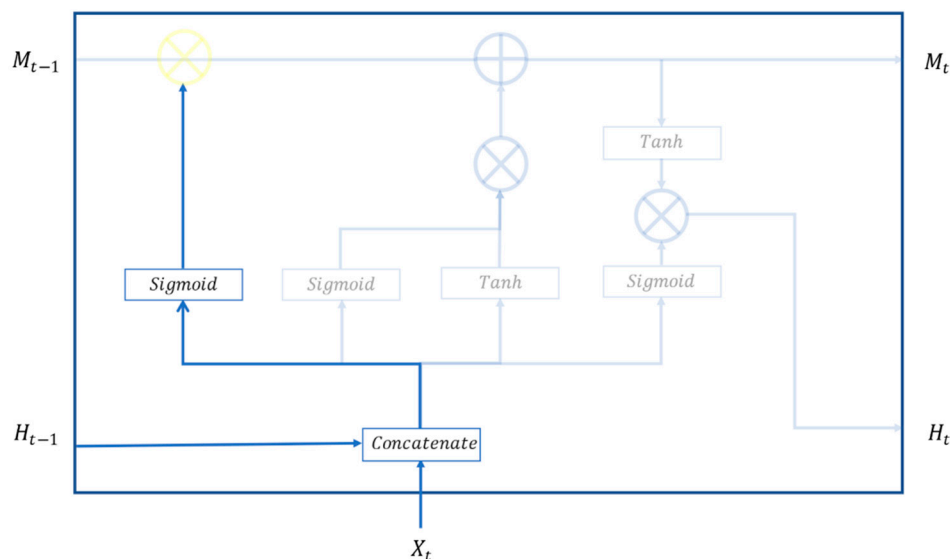 M_{t−1}
M_t
Tanh
Sigmoid
Sigmoid
Tanh
Sigmoid
H_{t−1}
Concatenate
H_t
X_t